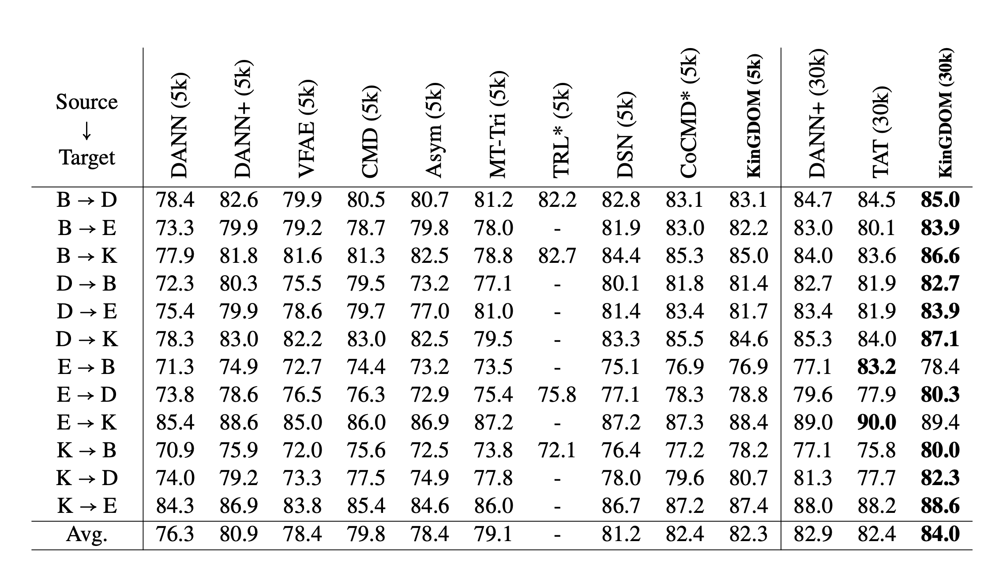 Source ↓ Target DANN (5k) DANN+ (5k) VFAE (5k) CMD (5k) Asym (5k) MT-Tri (5k) TRL* (5k) DSN (5k) CoCMD* (5k) KinGDOM (5k) DANN+ (30k) TAT (30k) KinGDOM (30k)
B → D 78.4 82.6 79.9 80.5 80.7 81.2 82.2 82.8 83.1 83.1 84.7 84.5 85.0
B → E 73.3 79.9 79.2 78.7 79.8 78.0 - 81.9 83.0 82.2 83.0 80.1 83.9
B → K 77.9 81.8 81.6 81.3 82.5 78.8 82.7 84.4 85.3 85.0 84.0 83.6 86.6
D → B 72.3 80.3 75.5 79.5 73.2 77.1 - 80.1 81.8 81.4 82.7 81.9 82.7
D → E 75.4 79.9 78.6 79.7 77.0 81.0 - 81.4 83.4 81.7 83.4 81.9 83.9
D → K 78.3 83.0 82.2 83.0 82.5 79.5 - 83.3 85.5 84.6 85.3 84.0 87.1
E → B 71.3 74.9 72.7 74.4 73.2 73.5 - 75.1 76.9 76.9 77.1 83.2 78.4
E → D 73.8 78.6 76.5 76.3 72.9 75.4 75.8 77.1 78.3 78.8 79.6 77.9 80.3
E → K 85.4 88.6 85.0 86.0 86.9 87.2 - 87.2 87.3 88.4 89.0 90.0 89.4
K → B 70.9 75.9 72.0 75.6 72.5 73.8 72.1 76.4 77.2 78.2 77.1 75.8 80.0
K → D 74.0 79.2 73.3 77.5 74.9 77.8 - 78.0 79.6 80.7 81.3 77.7 82.3
K → E 84.3 86.9 83.8 85.4 84.6 86.0 - 86.7 87.2 87.4 88.0 88.2 88.6
Avg. 76.3 80.9 78.4 79.8 78.4 79.1 - 81.2 82.4 82.3 82.9 82.4 84.0